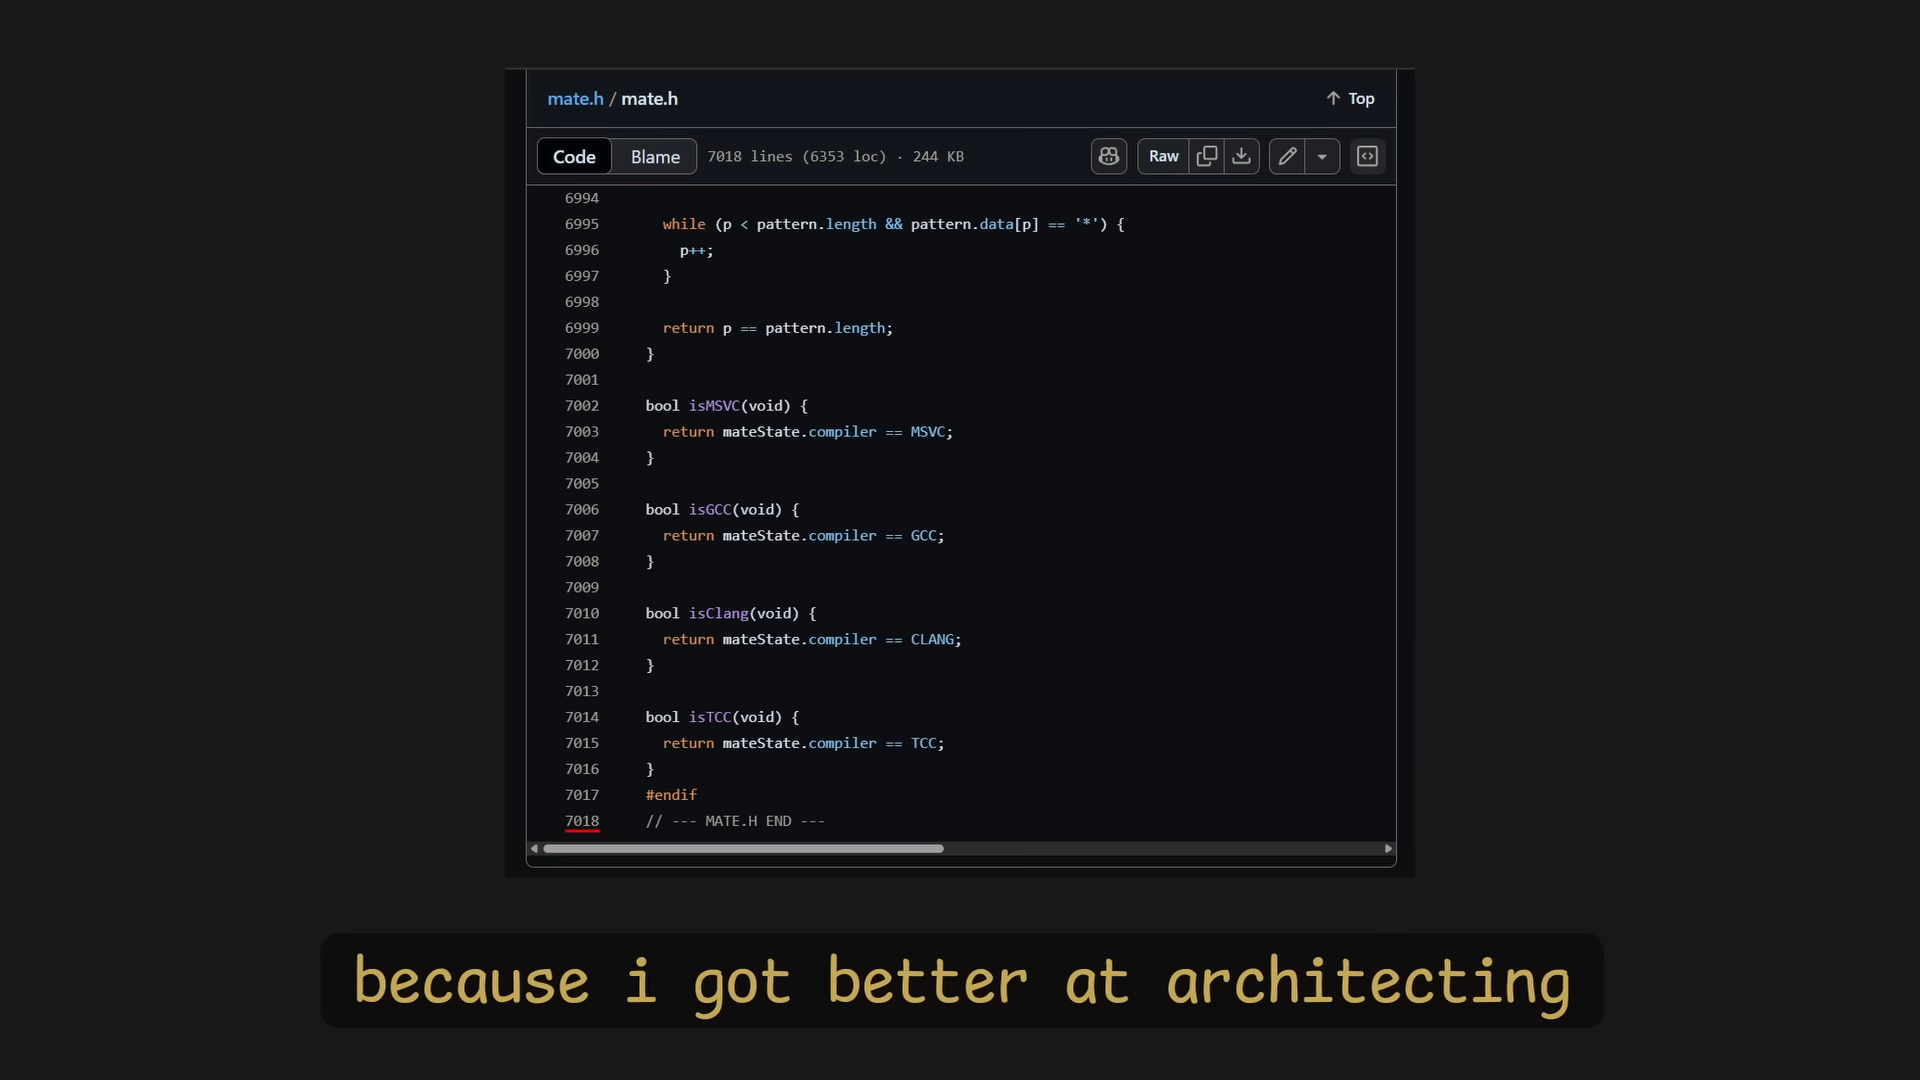 mate.h / mate.h
↑ Top
Code Blame 7018 lines (6353 loc) · 244 KB Raw
6994
6995 while (p < pattern.length && pattern.data[p] == '*') {
6996 p++;
6997 }
6998
6999 return p == pattern.length;
7000 }
7001
7002 bool isMSVC(void) {
7003 return mateState.compiler == MSVC;
7004 }
7005
7006 bool isGCC(void) {
7007 return mateState.compiler == GCC;
7008 }
7009
7010 bool isClang(void) {
7011 return mateState.compiler == CLANG;
7012 }
7013
7014 bool isTCC(void) {
7015 return mateState.compiler == TCC;
7016 }
7017 #endif
7018 // --- MATE.H END ---
because i got better at architecting